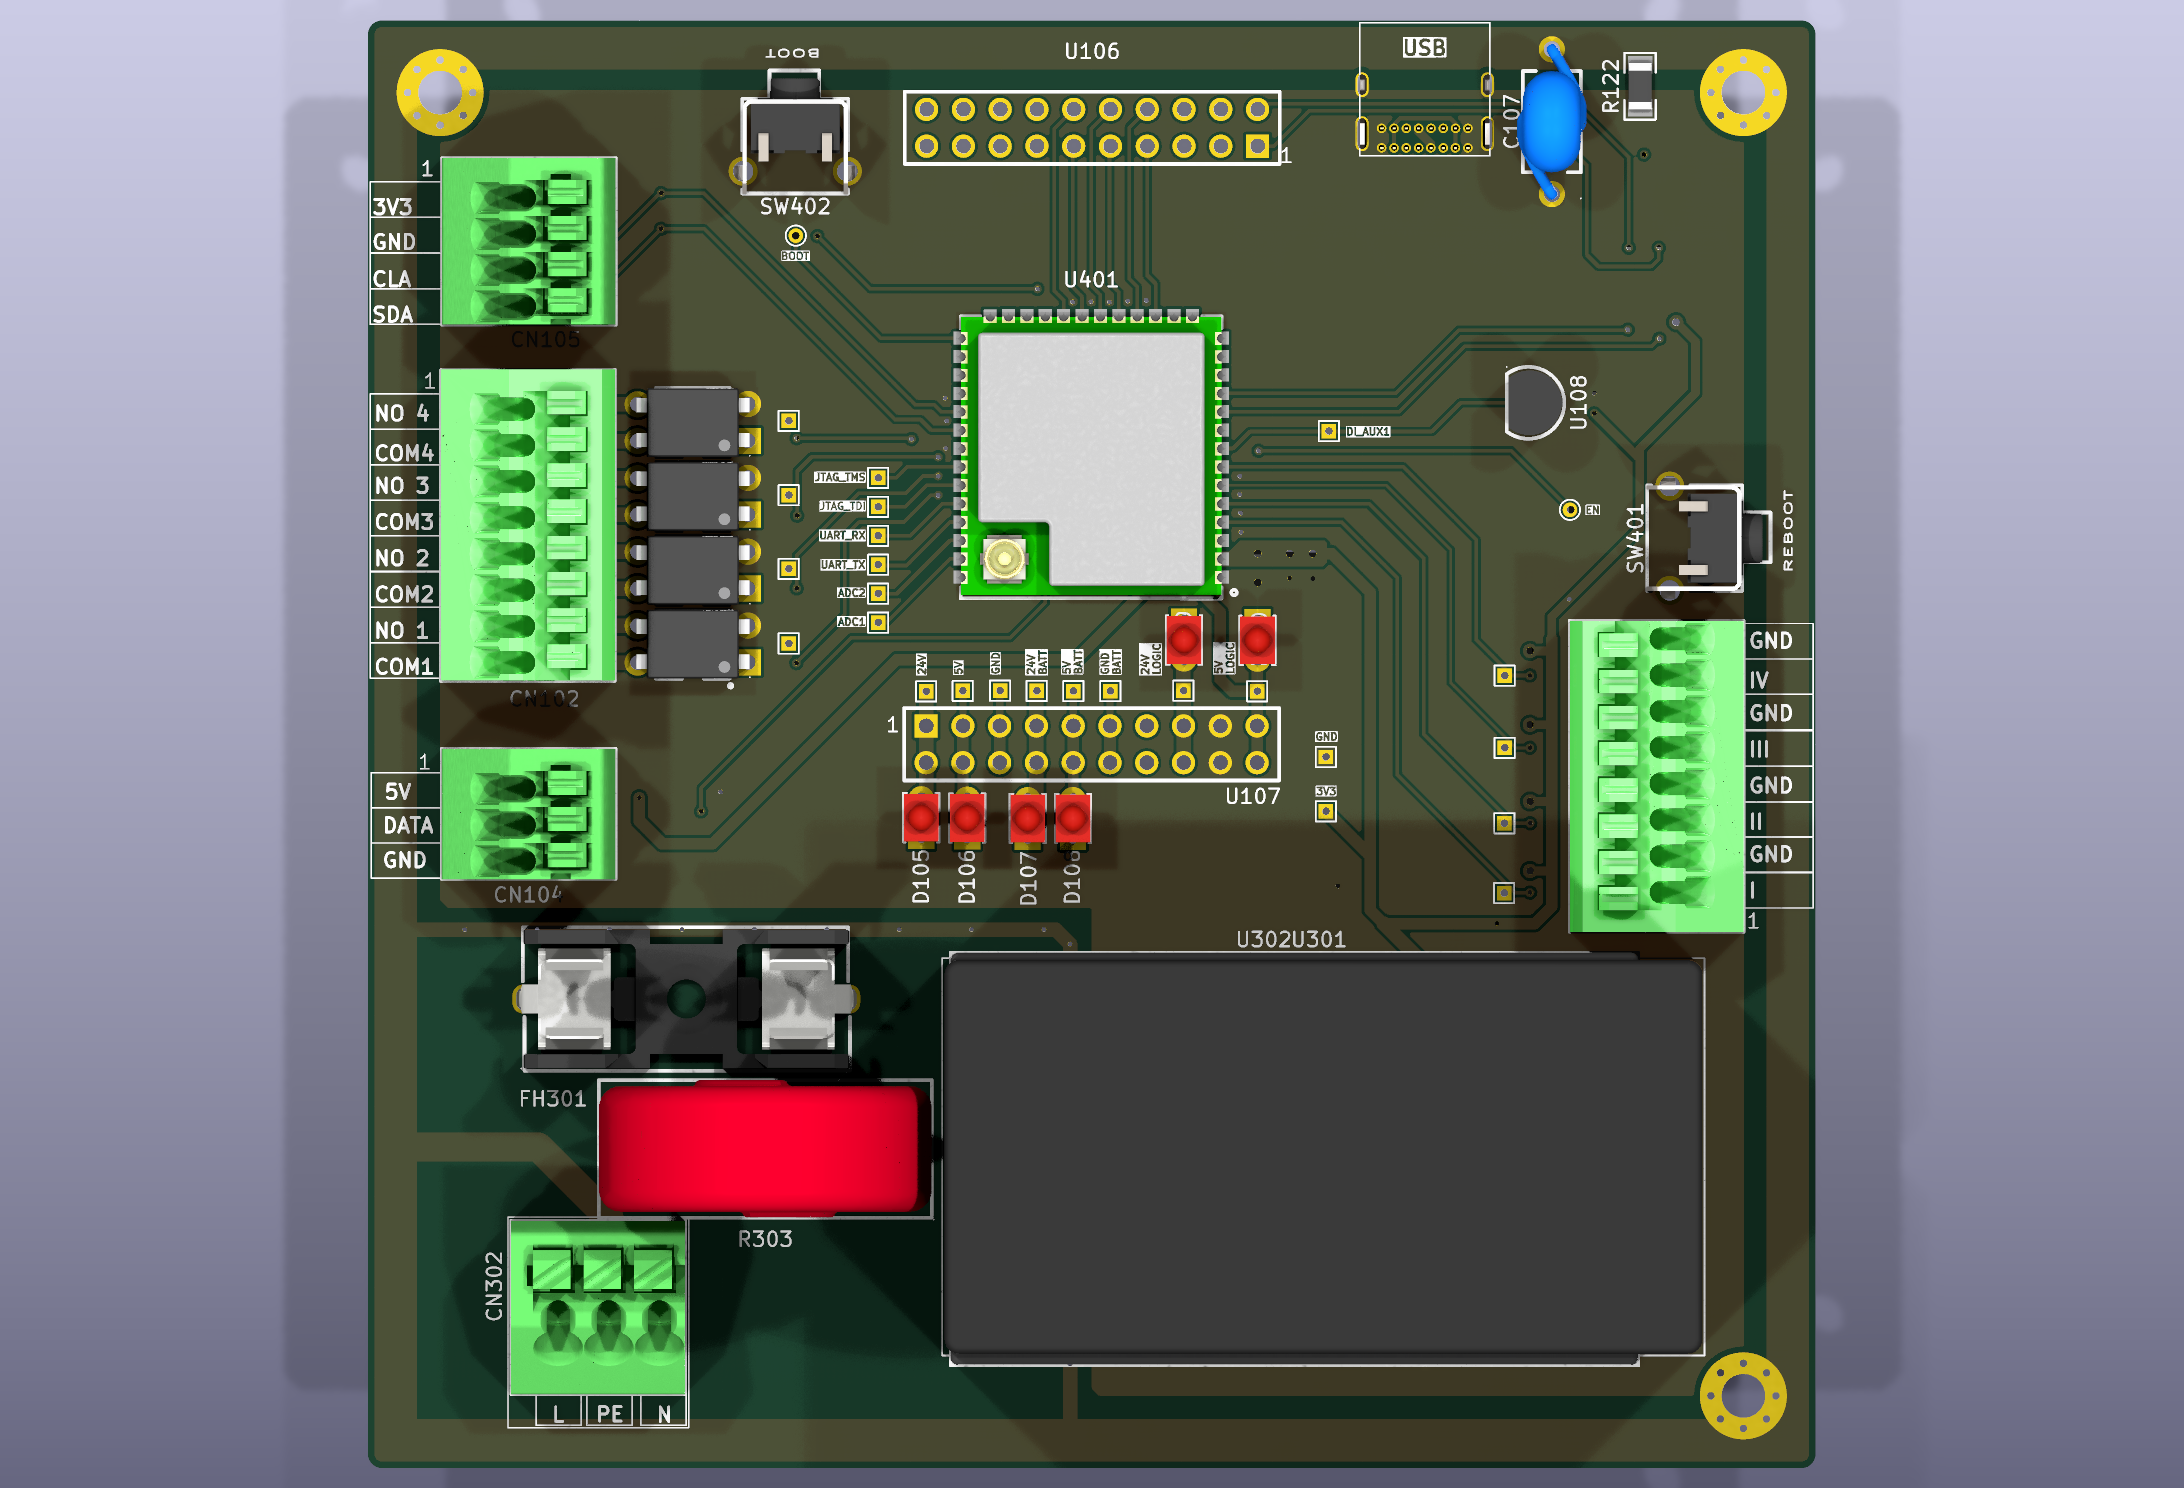 BOOT
U106
1
USB
C107
R122
SW402
BOOT
1
3V3
GND
CLA
SDA
CN105
U401
U108
1
NO 4
COM4
NO 3
COM3
NO 2
COM2
NO 1
COM1
CN102
JTAG_TMS
JTAG_TDI
UART_RX
UART_TX
ADC2
ADC1
DI_AUX1
EN
SW401
REBOOT
24V
5V
GND
24V
BATT
5V
BATT
GND
BATT
24V
LOGIC
5V
LOGIC
1
U107
GND
3V3
GND
IV
GND
III
GND
II
GND
I
1
1
5V
DATA
GND
CN104
D105
D106
D107
D106
U302U301
FH301
R303
CN302
L
PE
N